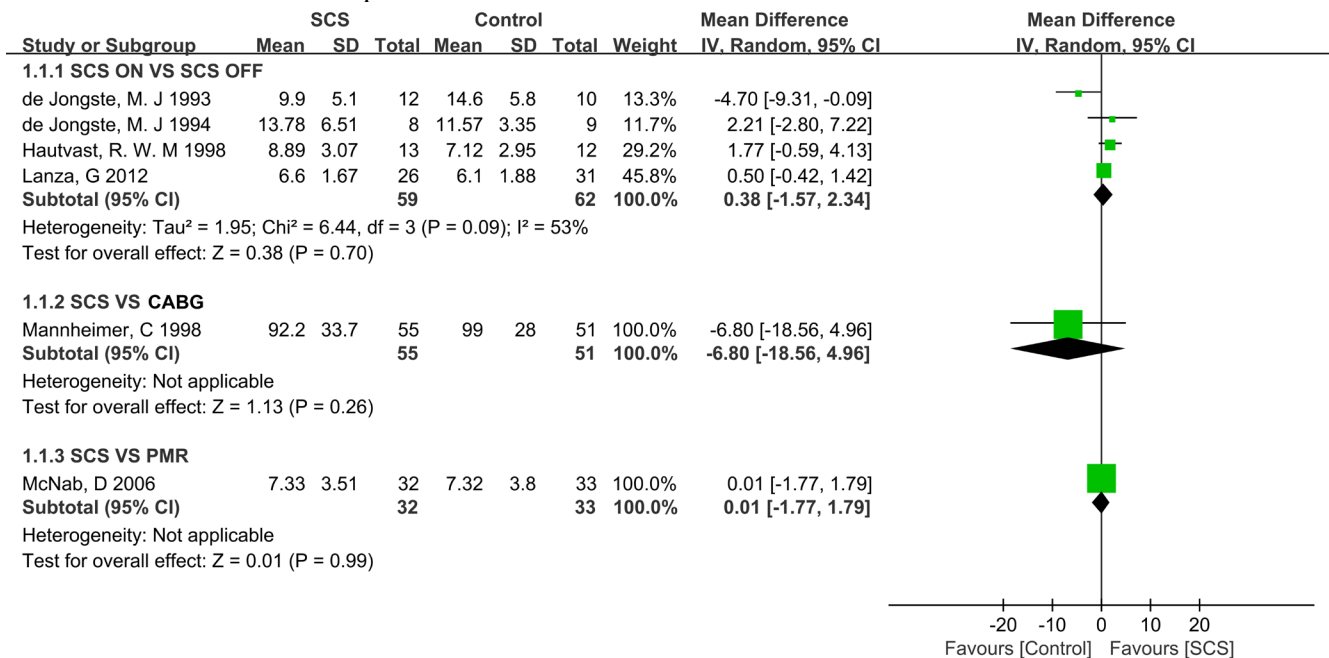 SCS Control Mean Difference Mean Difference
Study or Subgroup Mean SD Total Mean SD Total Weight IV, Random, 95% CI IV, Random, 95% CI
1.1.1 SCS ON VS SCS OFF
de Jongste, M. J 1993 9.9 5.1 12 14.6 5.8 10 13.3% -4.70 [-9.31, -0.09]
de Jongste, M. J 1994 13.78 6.51 8 11.57 3.35 9 11.7% 2.21 [-2.80, 7.22]
Hautvast, R. W. M 1998 8.89 3.07 13 7.12 2.95 12 29.2% 1.77 [-0.59, 4.13]
Lanza, G 2012 6.6 1.67 26 6.1 1.88 31 45.8% 0.50 [-0.42, 1.42]
Subtotal (95% CI) 59 62 100.0% 0.38 [-1.57, 2.34]
Heterogeneity: Tau² = 1.95; Chi² = 6.44, df = 3 (P = 0.09); I² = 53%
Test for overall effect: Z = 0.38 (P = 0.70)
1.1.2 SCS VS CABG
Mannheimer, C 1998 92.2 33.7 55 99 28 51 100.0% -6.80 [-18.56, 4.96]
Subtotal (95% CI) 55 51 100.0% -6.80 [-18.56, 4.96]
Heterogeneity: Not applicable
Test for overall effect: Z = 1.13 (P = 0.26)
1.1.3 SCS VS PMR
McNab, D 2006 7.33 3.51 32 7.32 3.8 33 100.0% 0.01 [-1.77, 1.79]
Subtotal (95% CI) 32 33 100.0% 0.01 [-1.77, 1.79]
Heterogeneity: Not applicable
Test for overall effect: Z = 0.01 (P = 0.99)
-20 -10 0 10 20
Favours [Control] Favours [SCS]